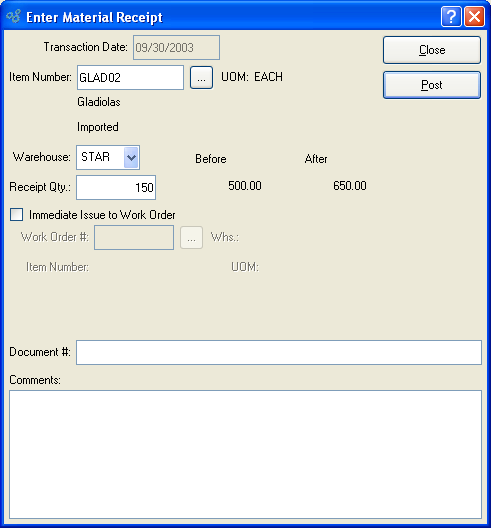 Enter Material Receipt
Transaction Date: 09/30/2003
Close
Item Number: GLAD02 ... UOM: EACH
Post
Gladiolas
Imported
Warehouse: STAR Before After
Receipt Qty.: 150 500.00 650.00
Immediate Issue to Work Order
Work Order #: ... Whs.:
Item Number: UOM:
Document #:
Comments: